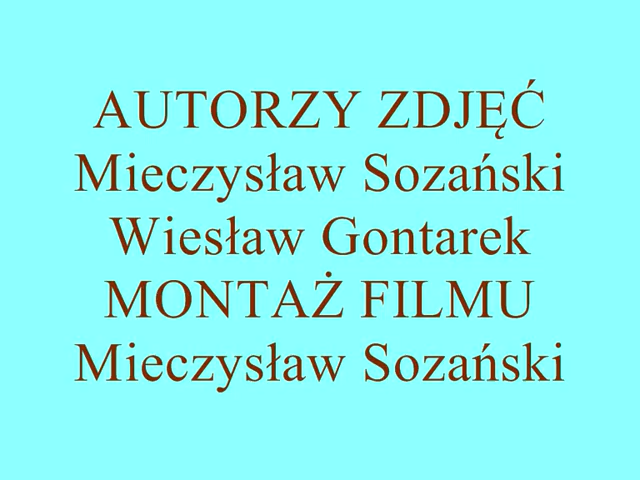 AUTORZY ZDJĘĆ
Mieczysław Sozański
Wiesław Gontarek
MONTAŻ FILMU
Mieczysław Sozański